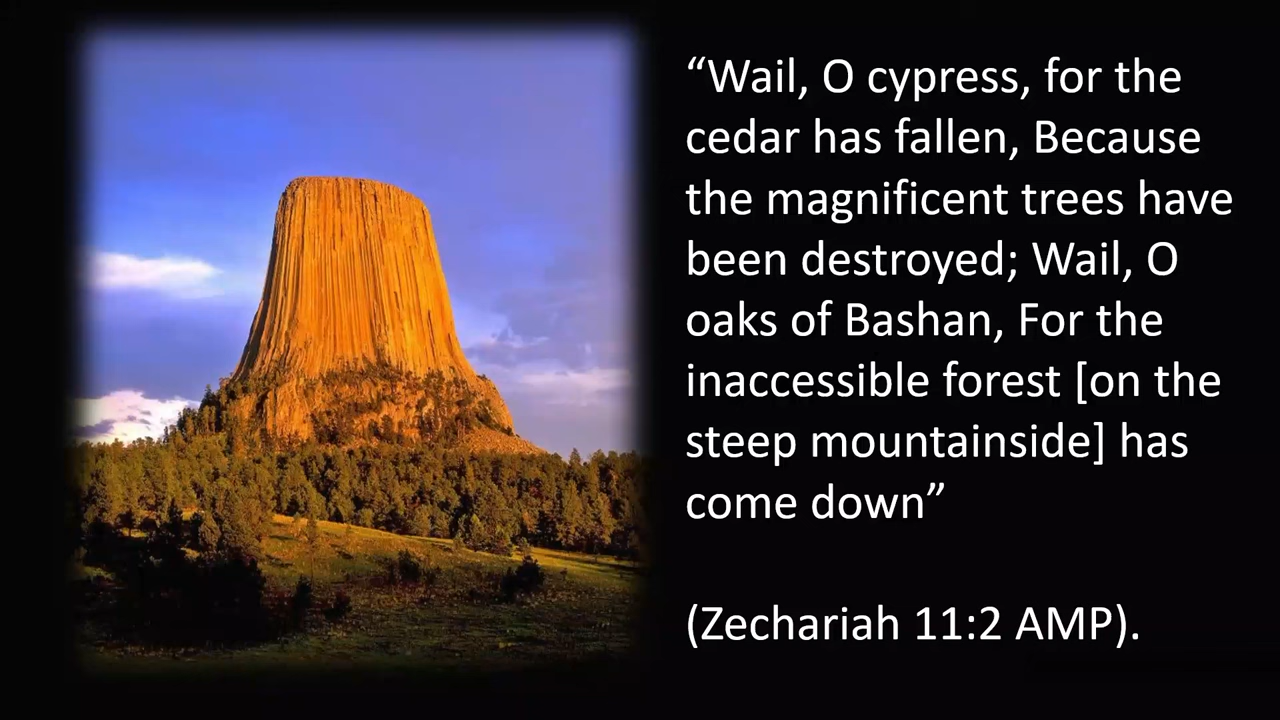 “Wail, O cypress, for the
cedar has fallen, Because
the magnificent trees have
been destroyed; Wail, O
oaks of Bashan, For the
inaccessible forest [on the
steep mountainside] has
come down”
(Zechariah 11:2 AMP).